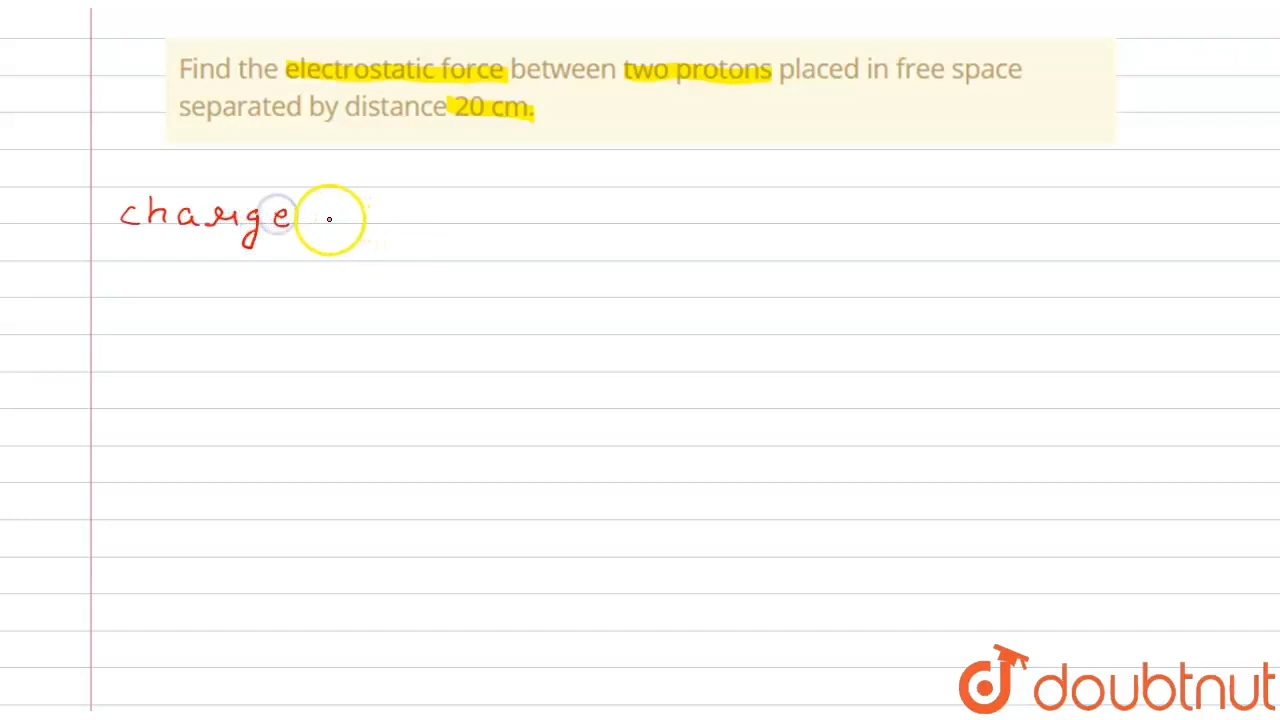 Find the electrostatic force between two protons placed in free space
separated by distance 20 cm.
charge
doubtnut